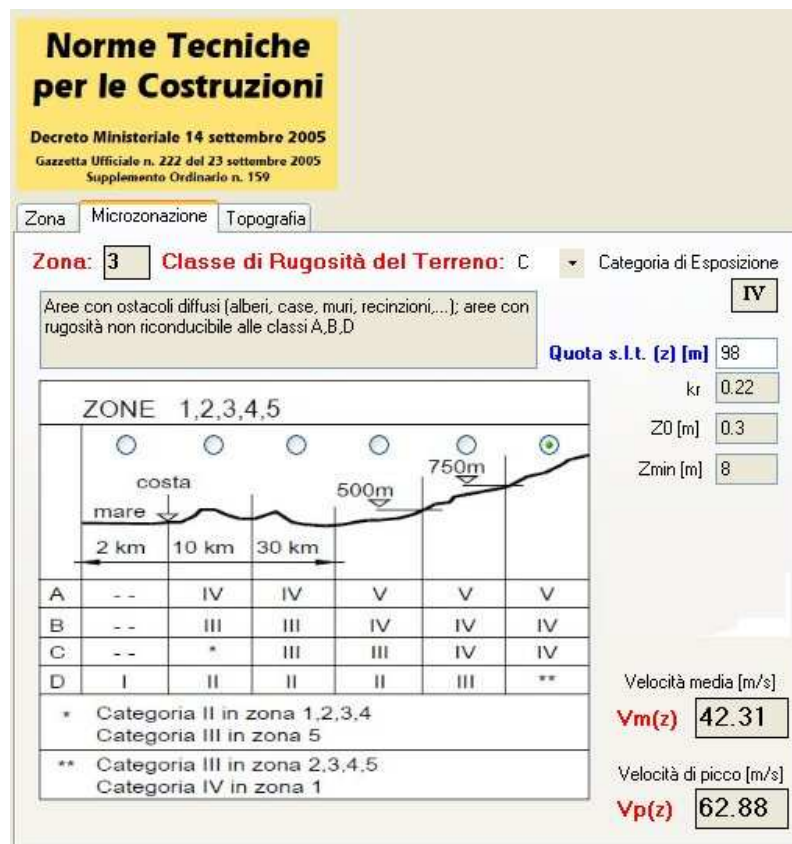 Norme Tecniche
per le Costruzioni
Decreto Ministeriale 14 settembre 2005
Gazzetta Ufficiale n. 222 del 23 settembre 2005
Supplemento Ordinario n. 159
Zona Microzonazione Topografia
Zona: 3 Classe di Rugosità del Terreno: C Categoria di Esposizione
IV
Aree con ostacoli diffusi (alberi, case, muri, recinzioni,...); aree con
rugosità non riconducibile alle classi A,B,D
Quota s.l.t. (z) [m] 98
kr 0.22
Z0 [m] 0.3
Zmin [m] 8
ZONE 1,2,3,4,5
costa
mare
500m
750m
2 km 10 km 30 km
A -- IV IV V V V
B -- III III IV IV IV
C -- * III III IV IV
D I II II II III **
* Categoria II in zona 1,2,3,4
Categoria III in zona 5
** Categoria III in zona 2,3,4,5
Categoria IV in zona 1
Velocità media [m/s]
Vm(z) 42.31
Velocità di picco [m/s]
Vp(z) 62.88